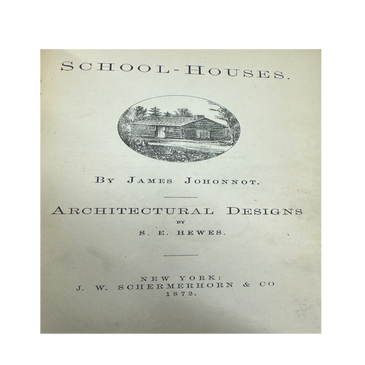 SCHOOL-HOUSES.
BY JAMES JOHONNOT.
ARCHITECTURAL DESIGNS
BY
S. E. HEWES.
NEW YORK:
J. W. SCHERMERHORN & CO
1872.